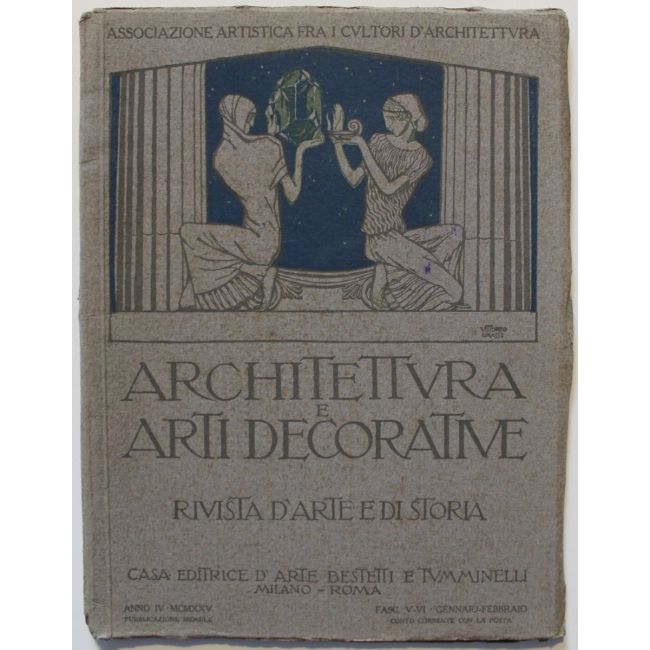 ASSOCIAZIONE ARTISTICA FRA I CVLTORI D'ARCHITETTVRA
VITTORIO
GRASSI
ARCHITETTVRA
E
ARTI DECORATIVE
RIVISTA D'ARTE E DI STORIA
CASA EDITRICE D'ARTE BESTETTI E TVMMINELLI
MILANO - ROMA
ANNO IV - MCMXXV
FASC. V-VI - GENNAIO-FEBBRAIO
PUBBLICAZIONE MENSILE
CONTO CORRENTE CON LA POSTA